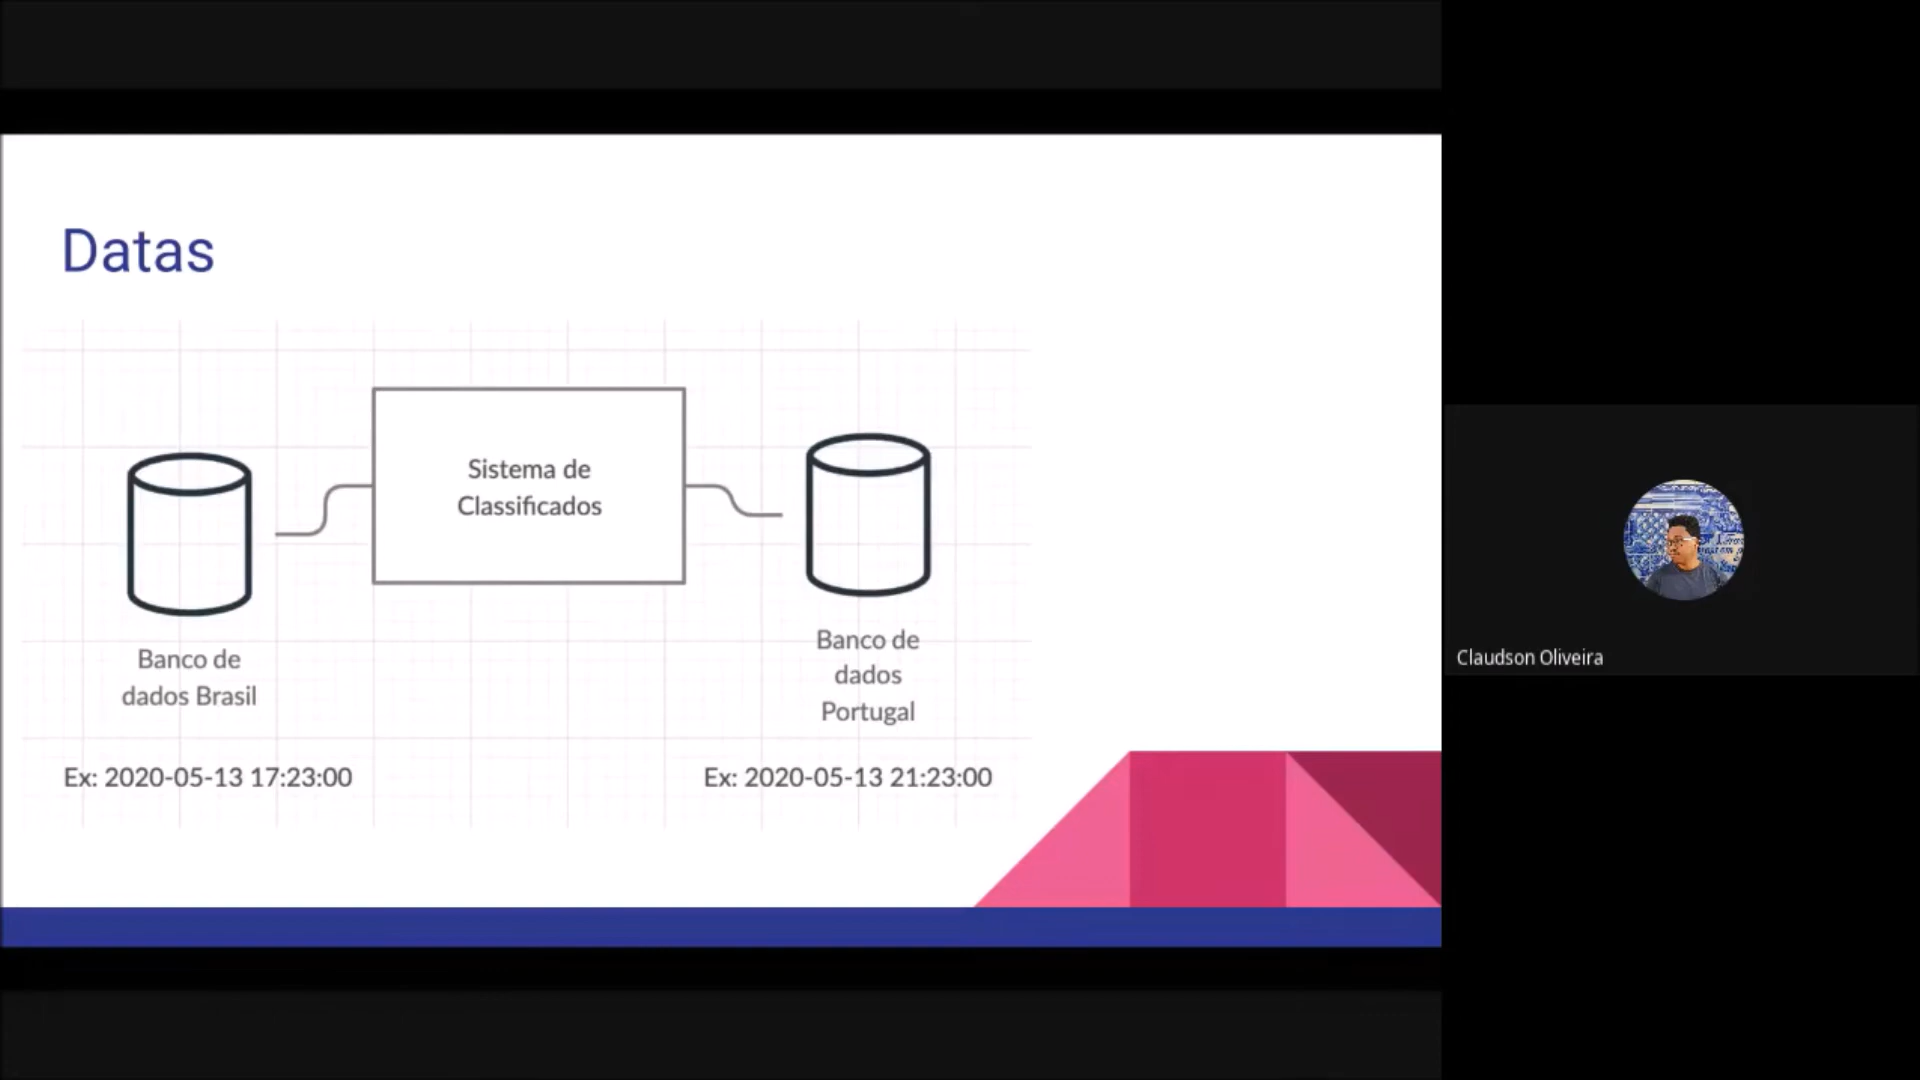 Datas
Sistema de
Classificados
Banco de
dados Brasil
Banco de
dados
Portugal
Ex: 2020-05-13 17:23:00
Ex: 2020-05-13 21:23:00
Claudson Oliveira